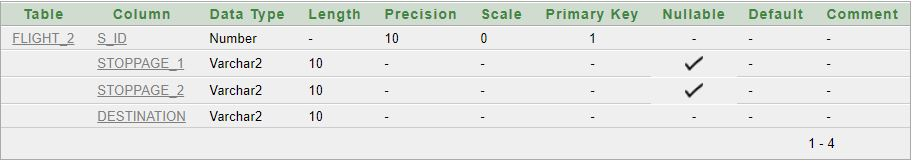 Table Column Data Type Length Precision Scale Primary Key Nullable Default Comment
FLIGHT_2 S_ID Number - 10 0 1 - - -
STOPPAGE_1 Varchar2 10 - - - ✓ - -
STOPPAGE_2 Varchar2 10 - - - ✓ - -
DESTINATION Varchar2 10 - - - - - -
1 - 4